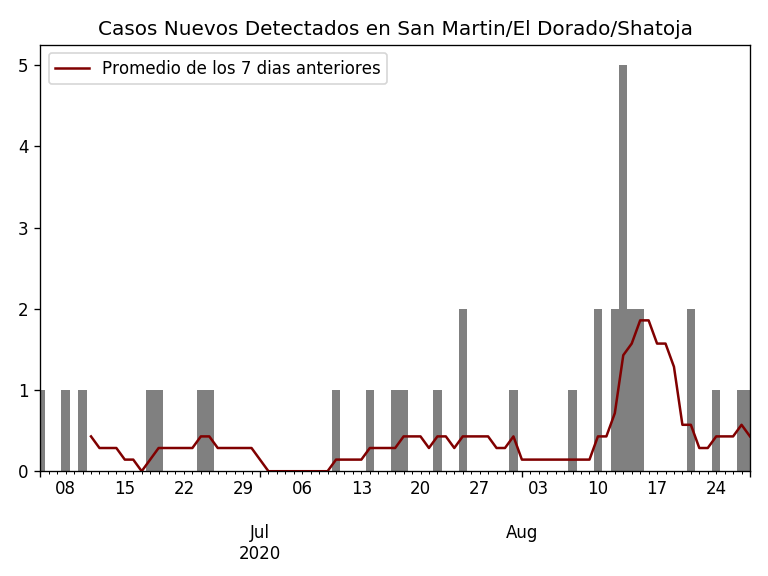 Casos Nuevos Detectados en San Martin/El Dorado/Shatoja
Promedio de los 7 dias anteriores
5
4
3
2
1
0
08 15 22 29 06 13 20 27 03 10 17 24
Jul Aug
2020